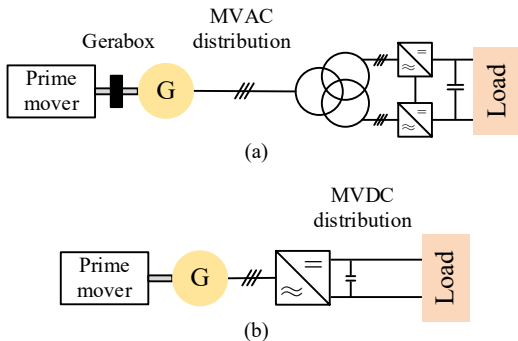 MVAC
distribution
Gerabox
Prime
mover
G
Load
(a)
MVDC
distribution
Prime
mover
G
Load
(b)